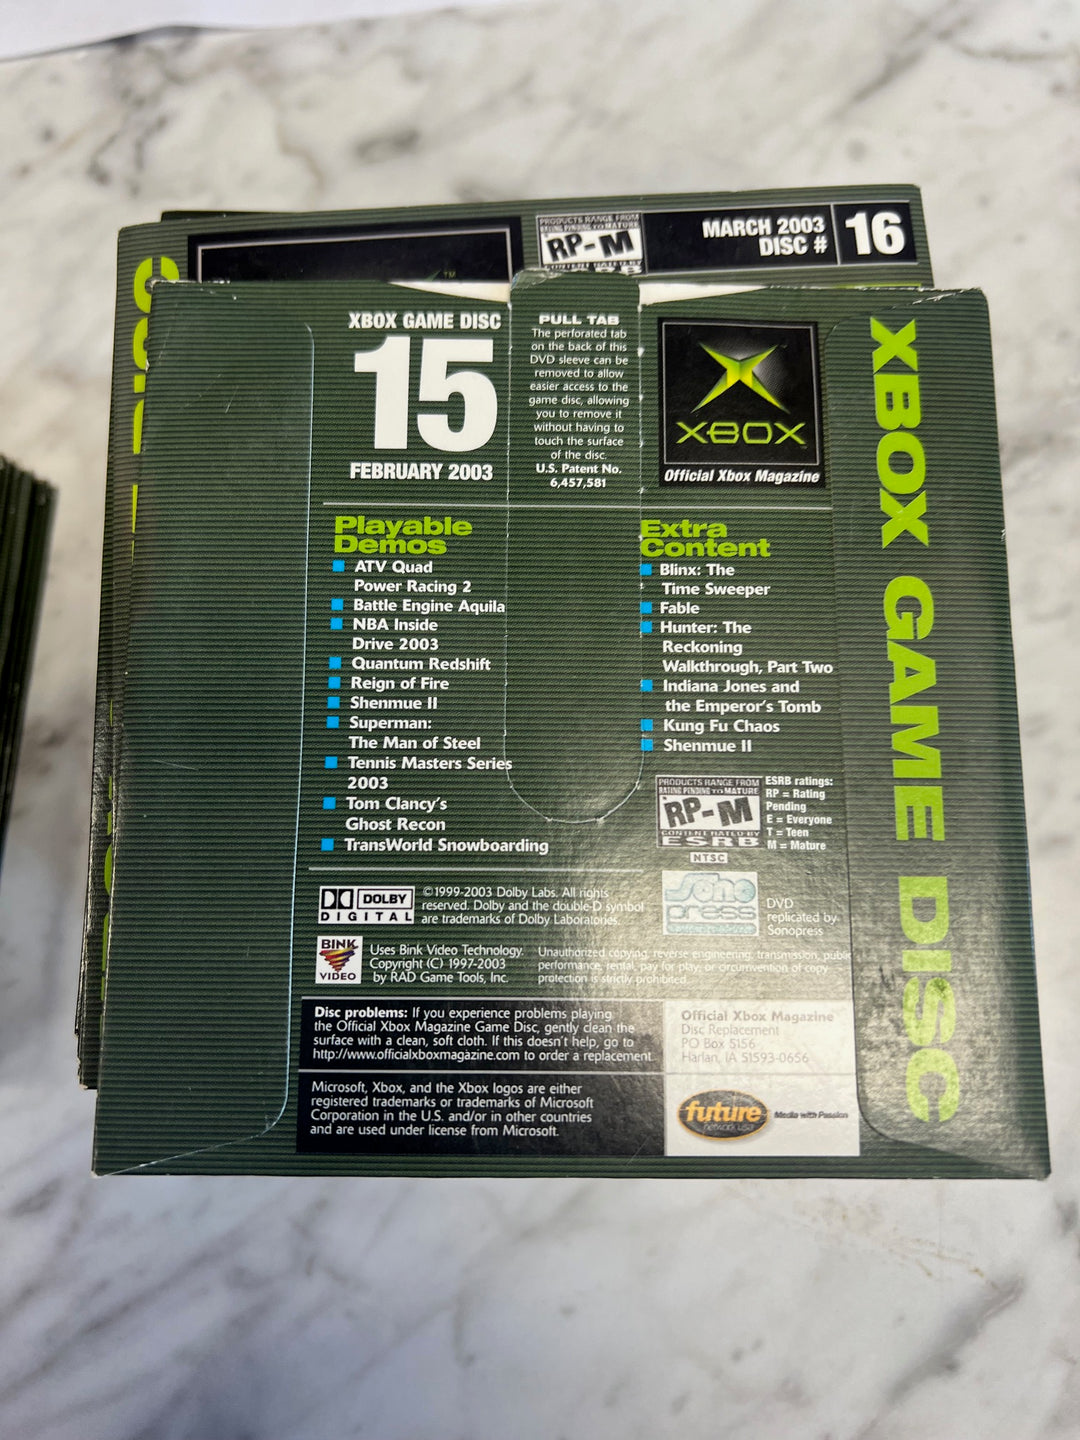 PRODUCTS RANGE FROM
RATING PENDING TO MATURE
RP-M
CONTENT RATED BY
MARCH 2003
DISC #
16
TM
XBOX GAME DISC
15
FEBRUARY 2003
PULL TAB
The perforated tab
on the back of this
DVD sleeve can be
removed to allow
easier access to the
game disc, allowing
you to remove it
without having to
touch the surface
of the disc.
U.S. Patent No.
6,457,581
XBOX
Official Xbox Magazine
XBOX GAME DISC
Playable
Demos
ATV Quad
Power Racing 2
Battle Engine Aquila
NBA Inside
Drive 2003
Quantum Redshift
Reign of Fire
Shenmue II
Superman:
The Man of Steel
Tennis Masters Series
2003
Tom Clancy's
Ghost Recon
TransWorld Snowboarding
Extra
Content
Blinx: The
Time Sweeper
Fable
Hunter: The
Reckoning
Walkthrough, Part Two
Indiana Jones and
the Emperor's Tomb
Kung Fu Chaos
Shenmue II
PRODUCTS RANGE FROM
RATING PENDING TO MATURE
RP-M
CONTENT RATED BY
ESRB
NTSC
ESRB ratings:
RP = Rating
Pending
E = Everyone
T = Teen
M = Mature
DOLBY
DIGITAL
©1999-2003 Dolby Labs. All rights
reserved. Dolby and the double-D symbol
are trademarks of Dolby Laboratories.
sono
press
DVD
replicated by
Sonopress
BINK
VIDEO
Uses Bink Video Technology.
Copyright (C) 1997-2003
by RAD Game Tools, Inc.
Unauthorized copying, reverse engineering, transmission, public
performance, rental, pay for play, or circumvention of copy
protection is strictly prohibited.
Disc problems: If you experience problems playing
the Official Xbox Magazine Game Disc, gently clean the
surface with a clean, soft cloth. If this doesn't help, go to
http://www.officialxboxmagazine.com to order a replacement.
Official Xbox Magazine
Disc Replacement
PO Box 5156
Harlan, IA 51593-0656
Microsoft, Xbox, and the Xbox logos are either
registered trademarks or trademarks of Microsoft
Corporation in the U.S. and/or in other countries
and are used under license from Microsoft.
future
network usa
Media with Passion